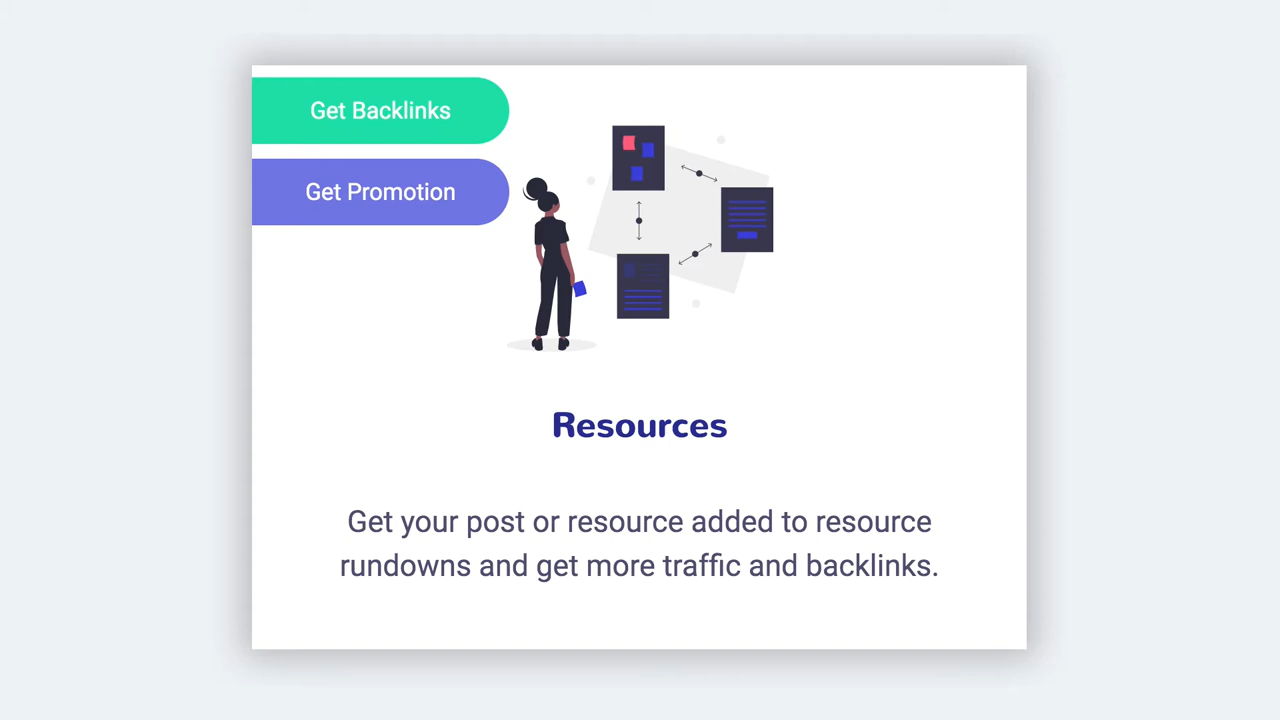 Get Backlinks
Get Promotion
Resources
Get your post or resource added to resource
rundowns and get more traffic and backlinks.